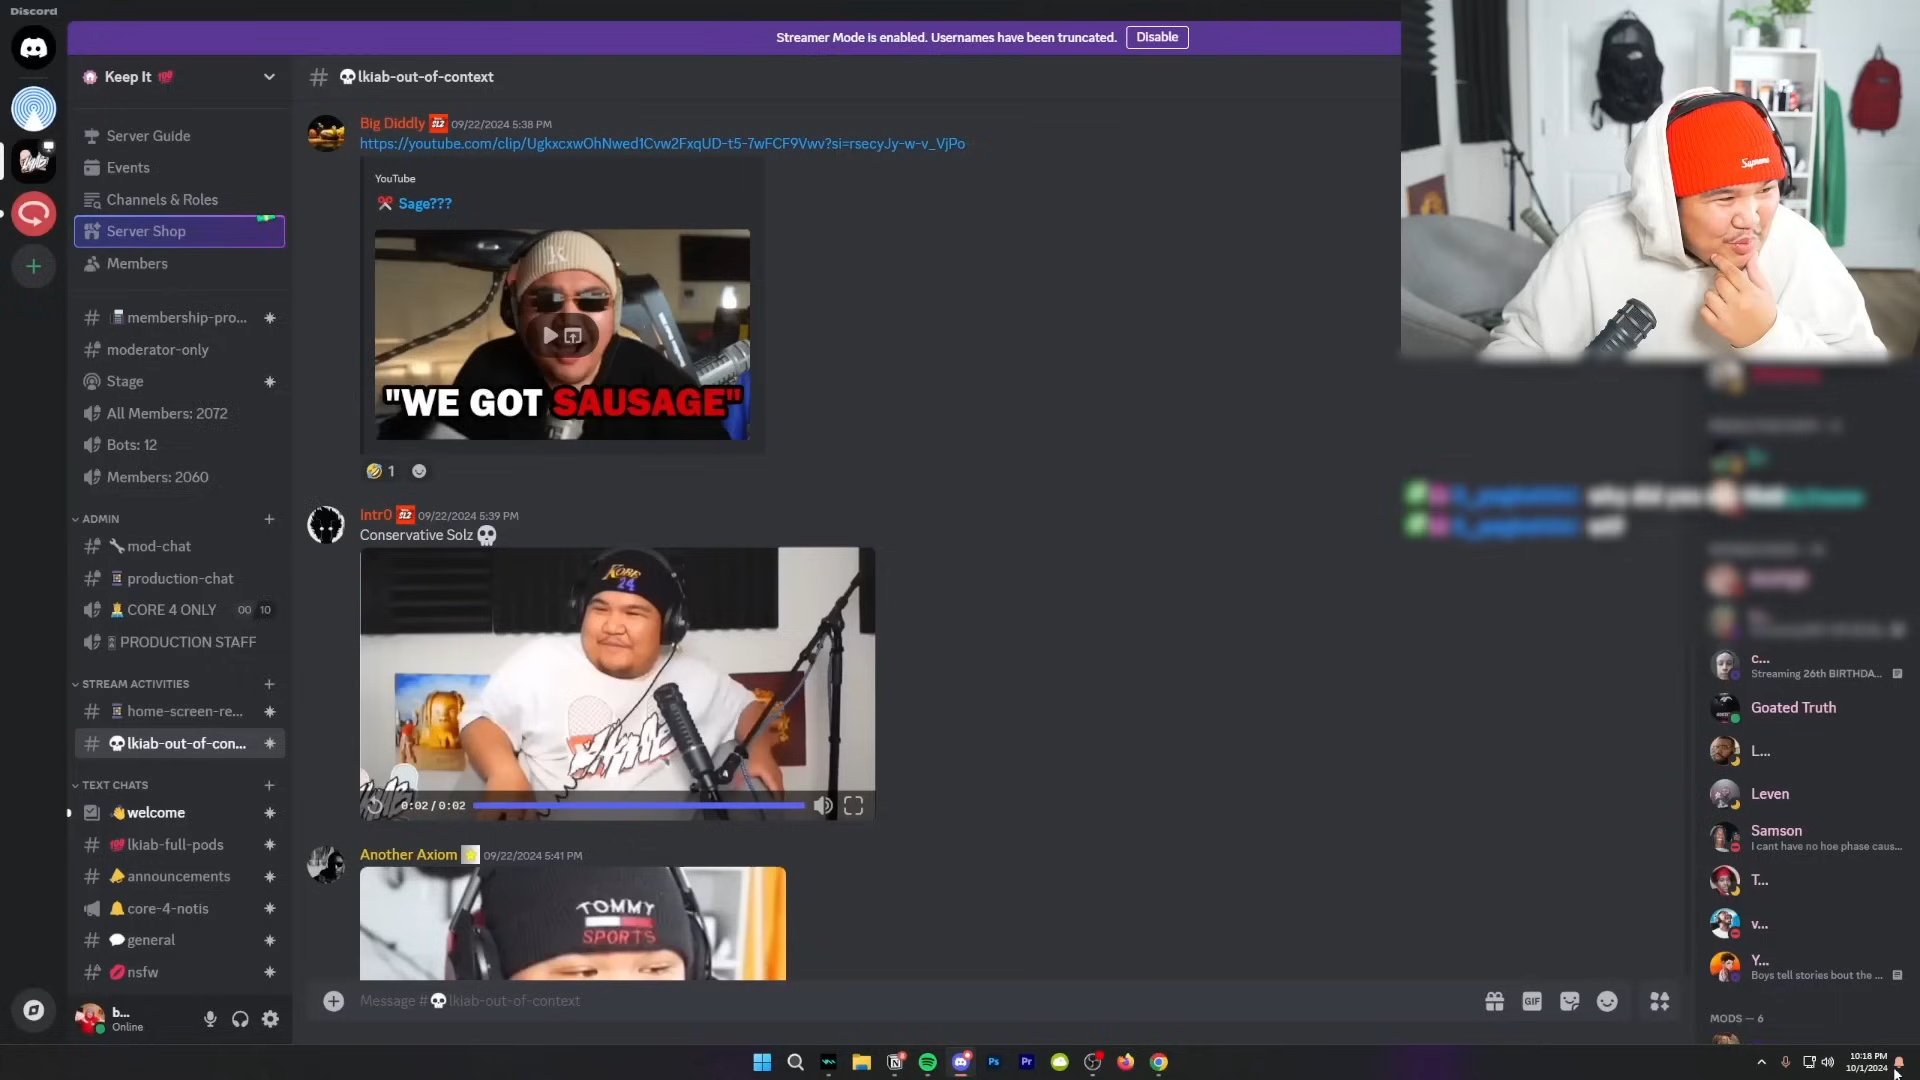 Discord
Streamer Mode is enabled. Usernames have been truncated.
Disable
Keep It 💯
Server Guide
Events
Channels & Roles
Server Shop
Members
membership-pro...
moderator-only
Stage
All Members: 2072
Bots: 12
Members: 2060
ADMIN
mod-chat
production-chat
CORE 4 ONLY 00 10
PRODUCTION STAFF
STREAM ACTIVITIES
home-screen-re...
lkiab-out-of-con...
TEXT CHATS
welcome
lkiab-full-pods
announcements
core-4-notis
general
nsfw
b...
Online
lkiab-out-of-context
Big Diddly 09/22/2024 5:38 PM
https://youtube.com/clip/UgkxcxwOhNwed1Cvw2FxqUD-t5-7wFCF9Vwv?si=rsecyJy-w-v_VjPo
YouTube
Sage???
"WE GOT SAUSAGE"
1
Intr0 SLZ 09/22/2024 5:39 PM
Conservative Solz
KOBE
24
0:02 / 0:02
Another Axiom 09/22/2024 5:41 PM
TOMMY
SPORTS
Message #lkiab-out-of-context
GIF
Supreme
c...
Streaming 26th BIRTHDA...
Goated Truth
L...
Leven
Samson
I cant have no hoe phase caus...
T...
v...
Y...
Boys tell stories bout the ...
MODS — 6
Ps
Pr
10:18 PM
10/1/2024